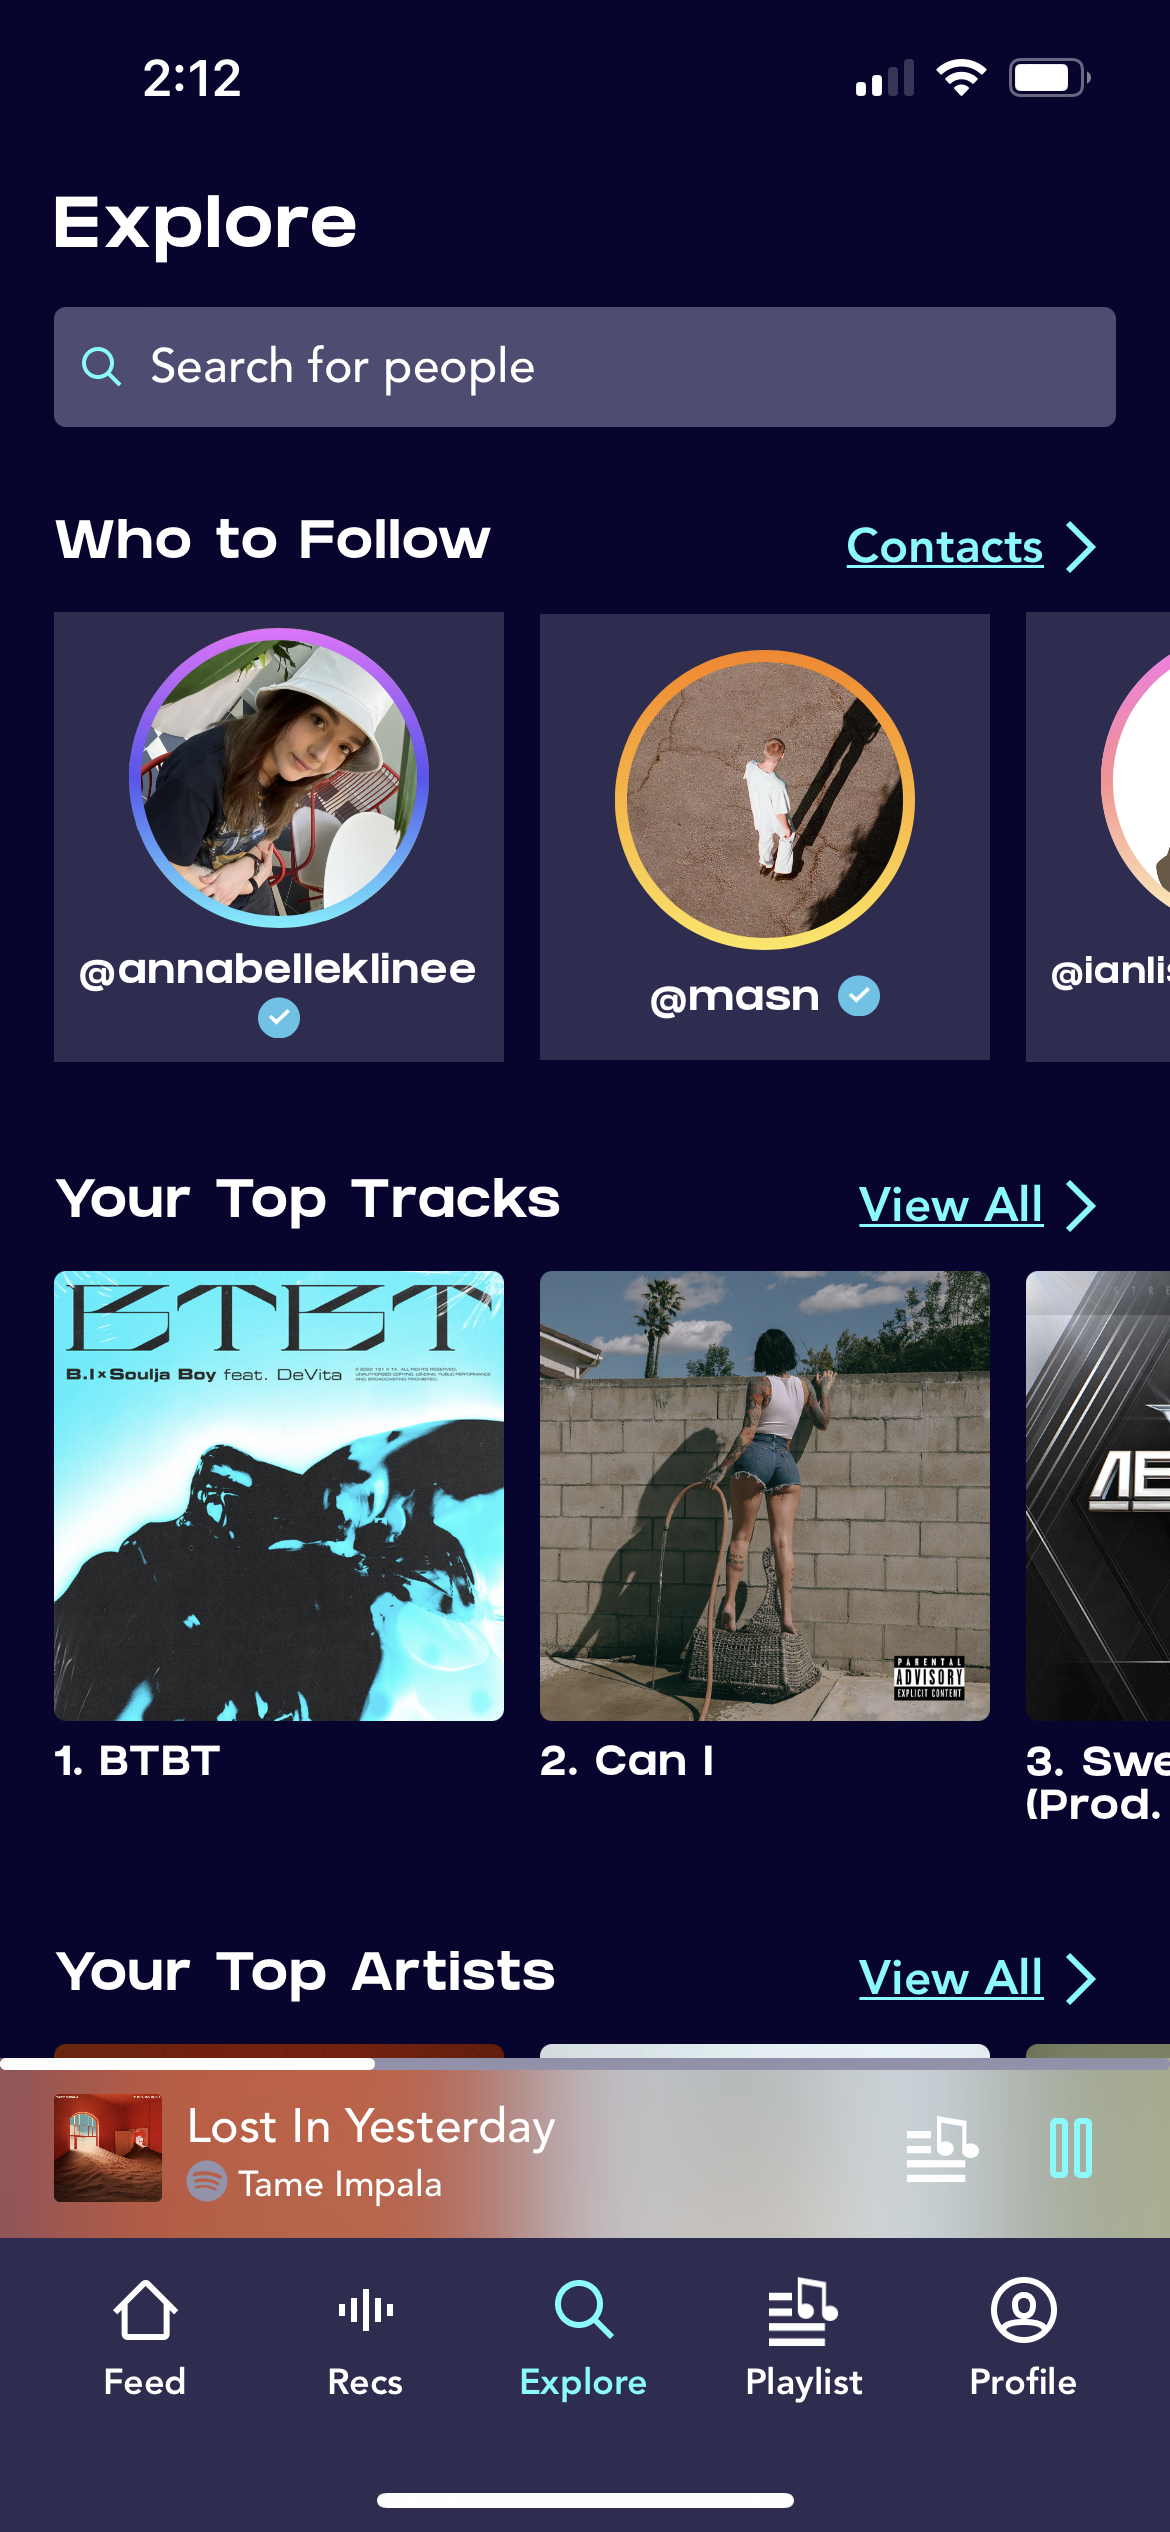 2:12
Explore
Search for people
Who to Follow
Contacts
@annabelleklinee
@masn
@ianlis
Your Top Tracks
View All
BTBT
B.I×Soulja Boy feat. DeVita
PARENTAL
ADVISORY
EXPLICIT CONTENT
1. BTBT
2. Can I
3. Swe
(Prod.
Your Top Artists
View All
Lost In Yesterday
Tame Impala
Feed
Recs
Explore
Playlist
Profile